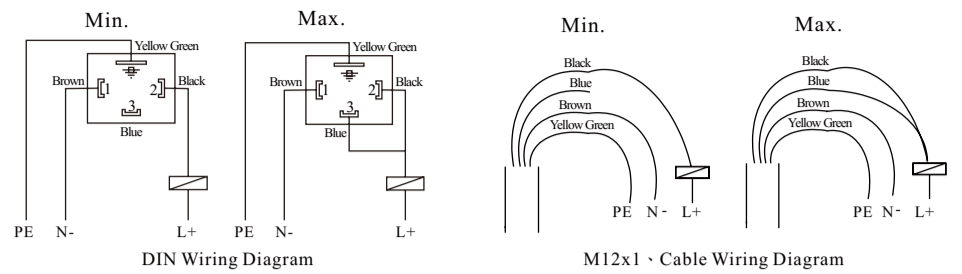 Min.
Max.
Min.
Max.
Yellow Green
Brown
1
2
Black
3
Blue
PE N- L+
Yellow Green
Brown
1
2
Black
3
Blue
PE N- L+
DIN Wiring Diagram
Black
Blue
Brown
Yellow Green
PE N- L+
Black
Blue
Brown
Yellow Green
PE N- L+
M12x1、Cable Wiring Diagram